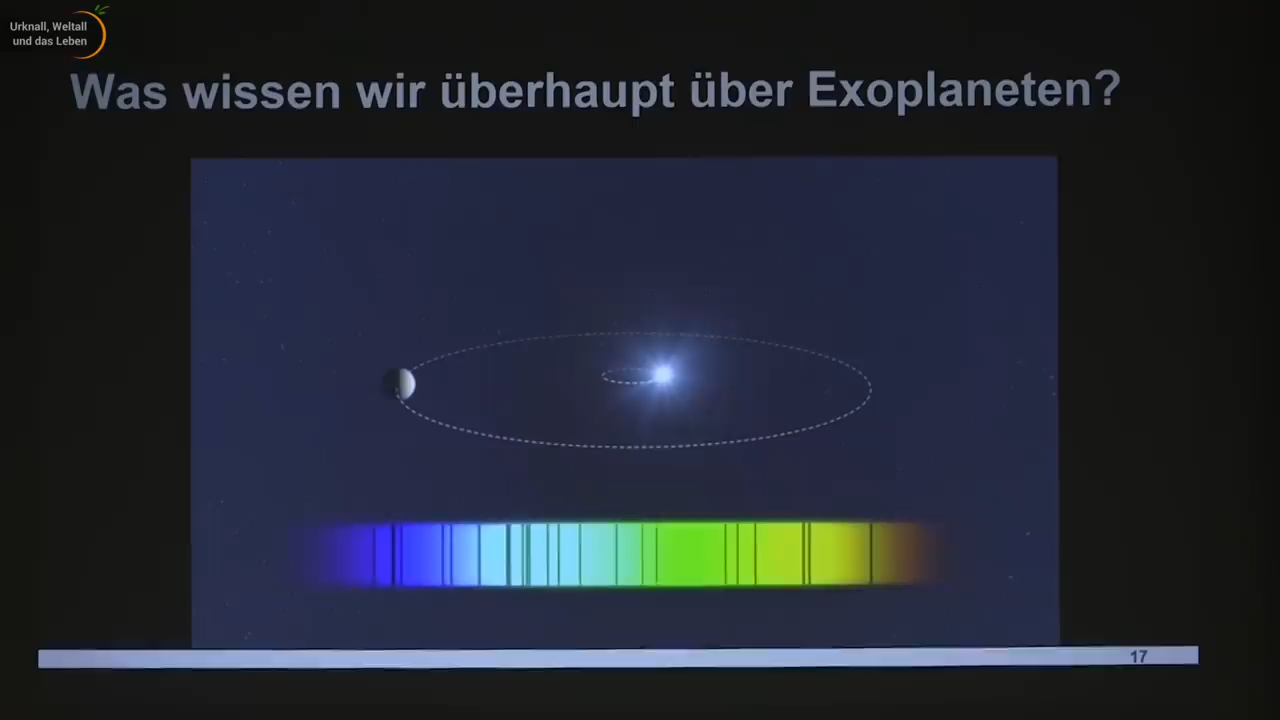 Urknall, Weltall
und das Leben
Was wissen wir überhaupt über Exoplaneten?
17